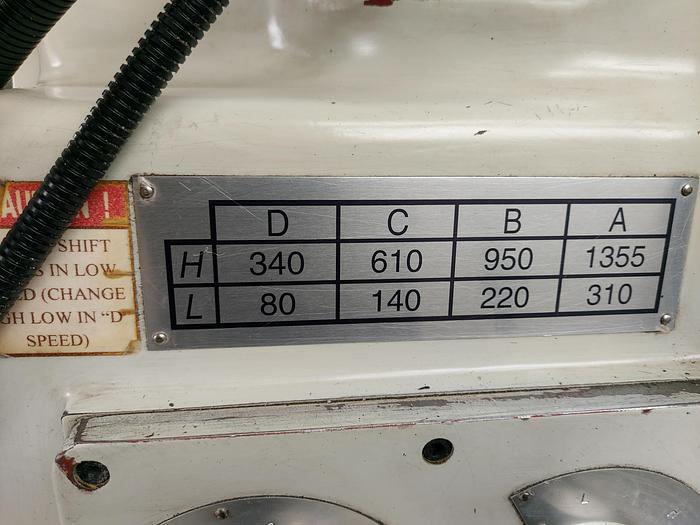 D C B A
H 340 610 950 1355
L 80 140 220 310
!
SHIFT
IN LOW
(CHANGE
LOW IN "D
SPEED)